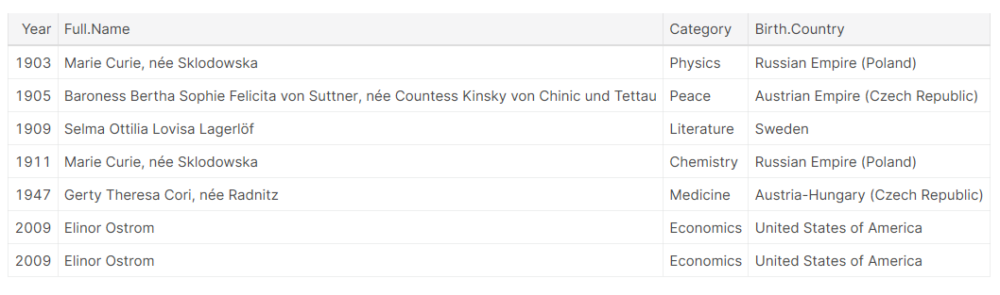 Year Full.Name Category Birth.Country
1903 Marie Curie, née Sklodowska Physics Russian Empire (Poland)
1905 Baroness Bertha Sophie Felicita von Suttner, née Countess Kinsky von Chinic und Tettau Peace Austrian Empire (Czech Republic)
1909 Selma Ottilia Lovisa Lagerlöf Literature Sweden
1911 Marie Curie, née Sklodowska Chemistry Russian Empire (Poland)
1947 Gerty Theresa Cori, née Radnitz Medicine Austria-Hungary (Czech Republic)
2009 Elinor Ostrom Economics United States of America
2009 Elinor Ostrom Economics United States of America